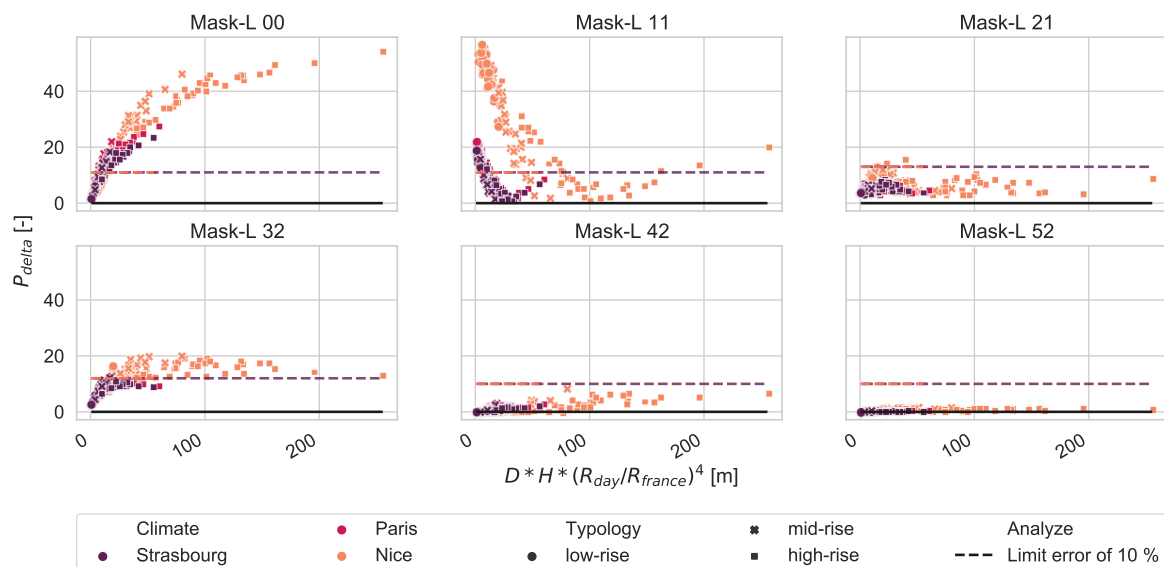 Mask-L 00 Mask-L 11 Mask-L 21
40
20
0
P_delta [-]
Mask-L 32 Mask-L 42 Mask-L 52
40
20
0
0 100 200 0 100 200 0 100 200
D * H * (R_day/R_france)^4 [m]
Climate Paris Typology mid-rise Analyze
Strasbourg Nice low-rise high-rise Limit error of 10 %